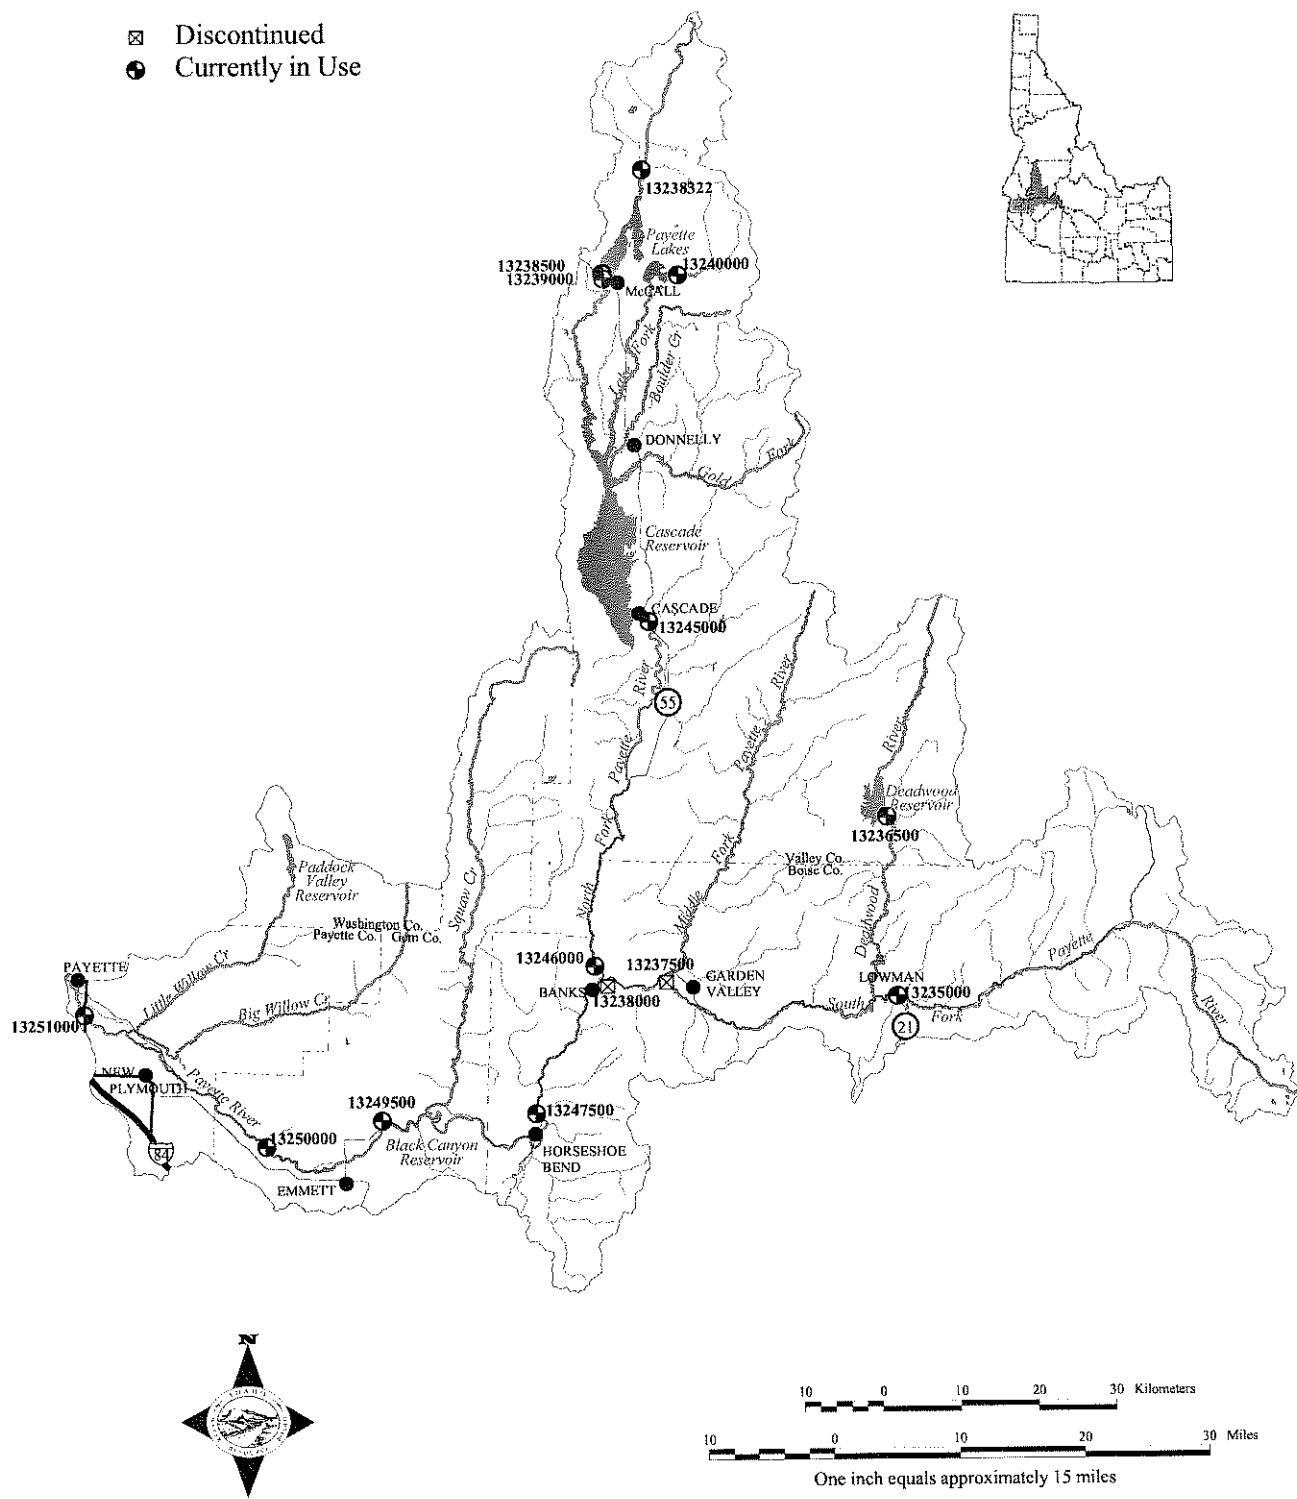 Discontinued
Currently in Use
13238322
Payette
Lakes
13238500
13240000
13239000
McCALL
Lake Fork
Boulder Cr
DONNELLY
Gold Fork
Cascade
Reservoir
CASCADE
13245000
55
North Fork Payette River
Middle Fork Payette River
Deadwood River
Deadwood
Reservoir
13236500
Valley Co.
Boise Co.
Paddock
Valley
Reservoir
Squaw Cr
Washington Co.
Payette Co. Gem Co.
PAYETTE
Little Willow Cr
Big Willow Cr
13246000
13237500
GARDEN
VALLEY
BANKS
13238000
LOWMAN
13235000
South Fork Payette River
21
13251000
NEW
PLYMOUTH
Payette River
84
13249500
13247500
13250000
Black Canyon
Reservoir
HORSESHOE
BEND
EMMETT
N
IDAHO
10 0 10 20 30 Kilometers
10 0 10 20 30 Miles
One inch equals approximately 15 miles